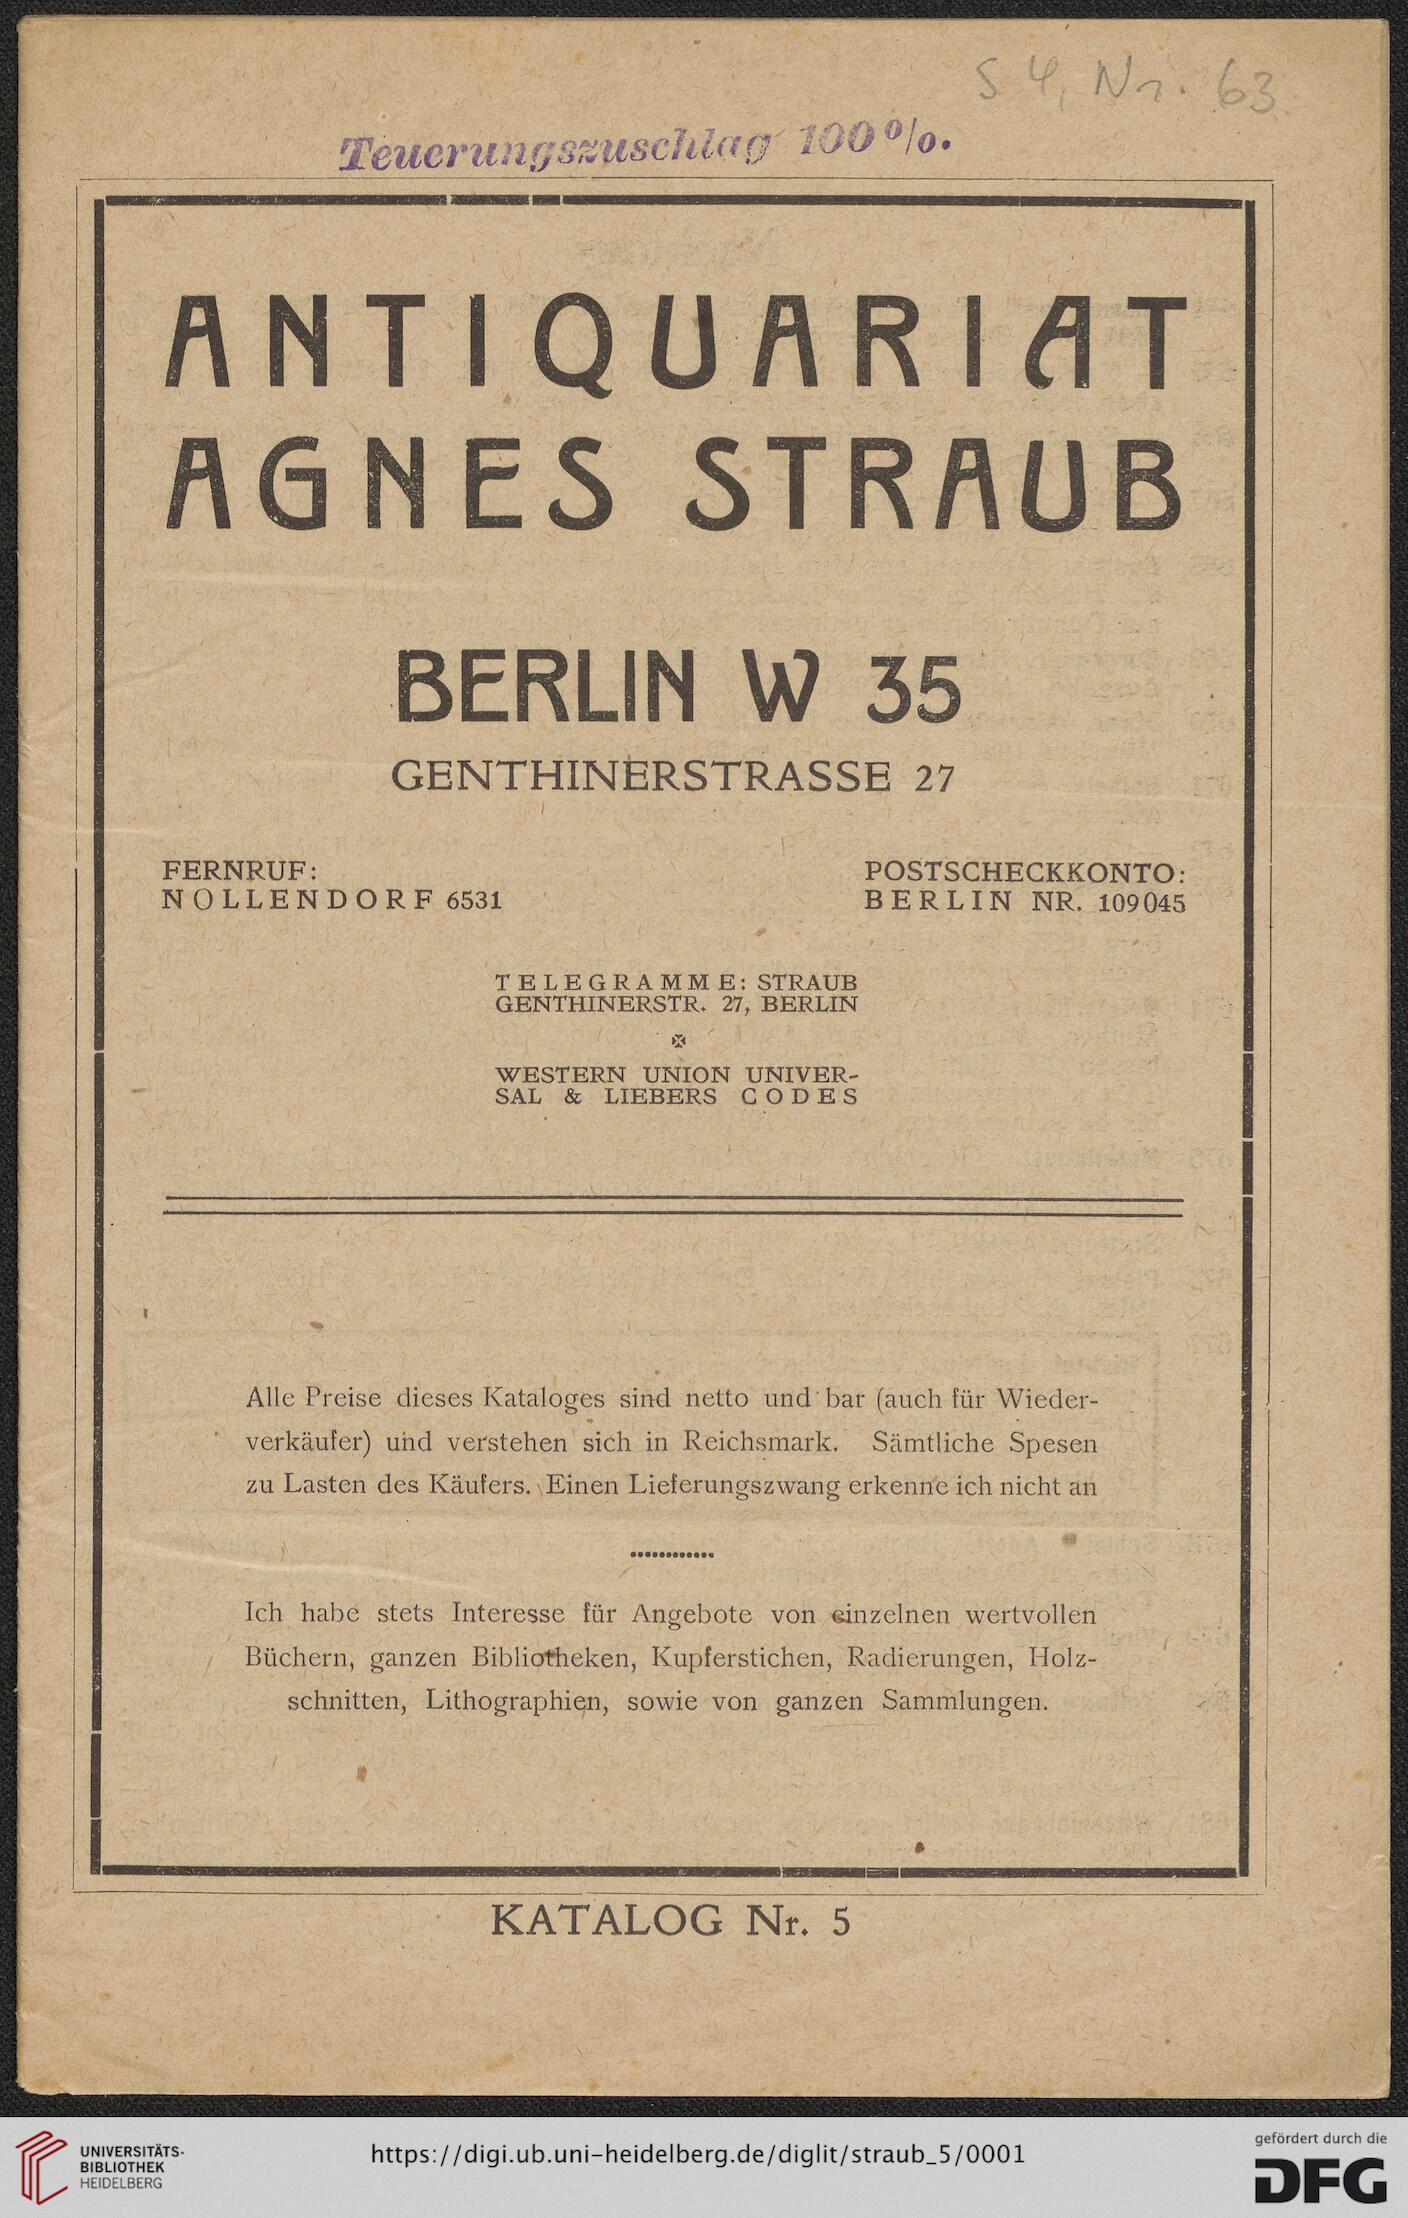 S 4, Nr. 63
Teuerungszuschlag 100%.
ANTIQUARIAT
AGNES STRAUB
BERLIN W 35
GENTHINERSTRASSE 27
FERNRUF:
NOLLENDORF 6531
POSTSCHECKKONTO:
BERLIN NR. 109045
TELEGRAMME: STRAUB
GENTHINERSTR. 27, BERLIN
WESTERN UNION UNIVER-
SAL & LIEBERS CODES
Alle Preise dieses Kataloges sind netto und bar (auch für Wieder-
verkäufer) und verstehen sich in Reichsmark. Sämtliche Spesen
zu Lasten des Käufers. Einen Lieferungszwang erkenne ich nicht an
Ich habe stets Interesse für Angebote von einzelnen wertvollen
Büchern, ganzen Bibliotheken, Kupferstichen, Radierungen, Holz-
schnitten, Lithographien, sowie von ganzen Sammlungen.
KATALOG Nr. 5
UNIVERSITÄTS-
BIBLIOTHEK
HEIDELBERG
https://digi.ub.uni-heidelberg.de/diglit/straub_5/0001
gefördert durch die
DFG